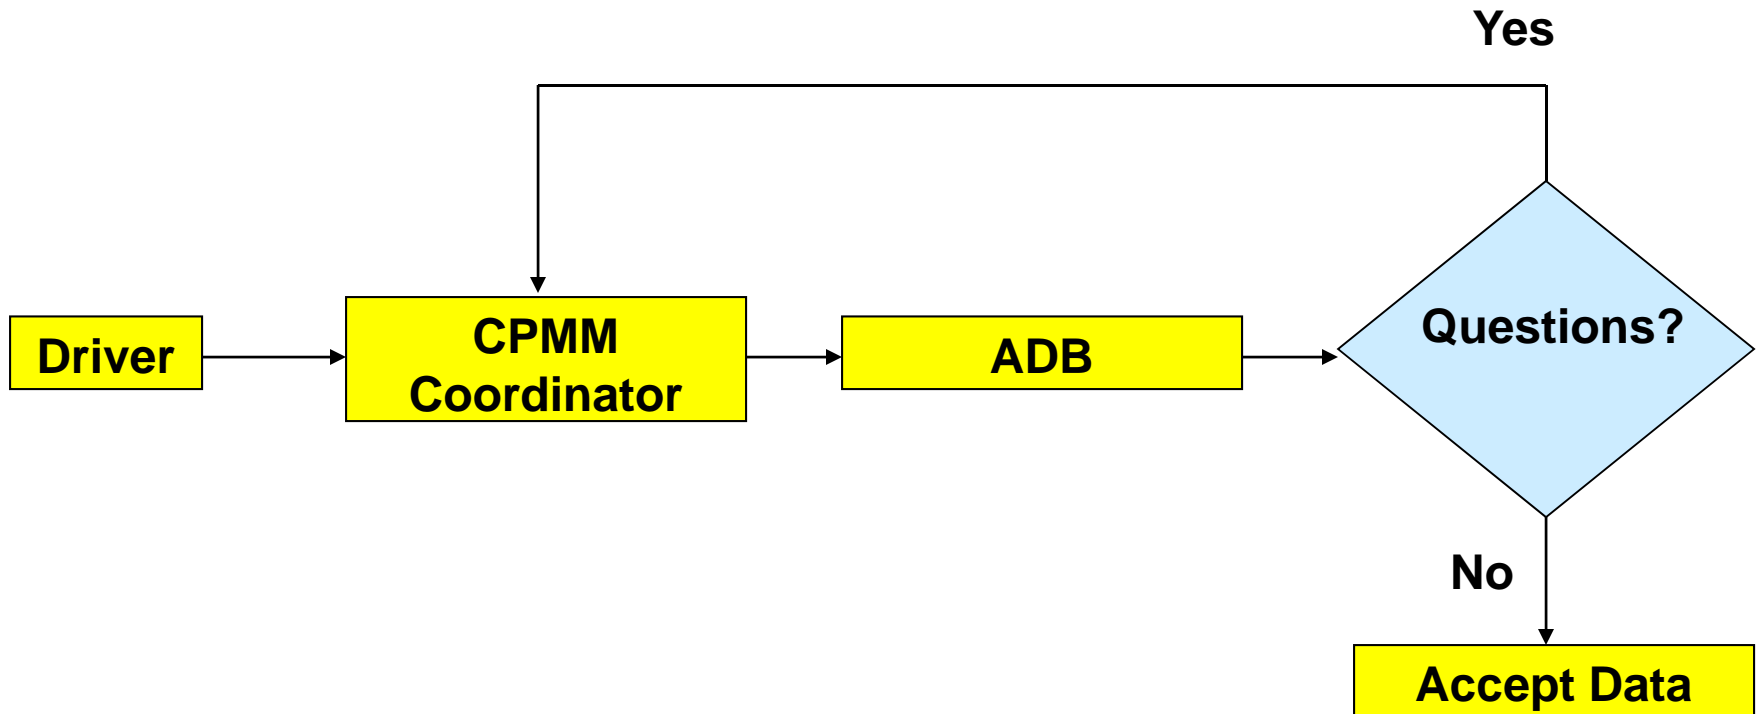 Yes
Driver
CPMM
Coordinator
ADB
Questions?
No
Accept Data